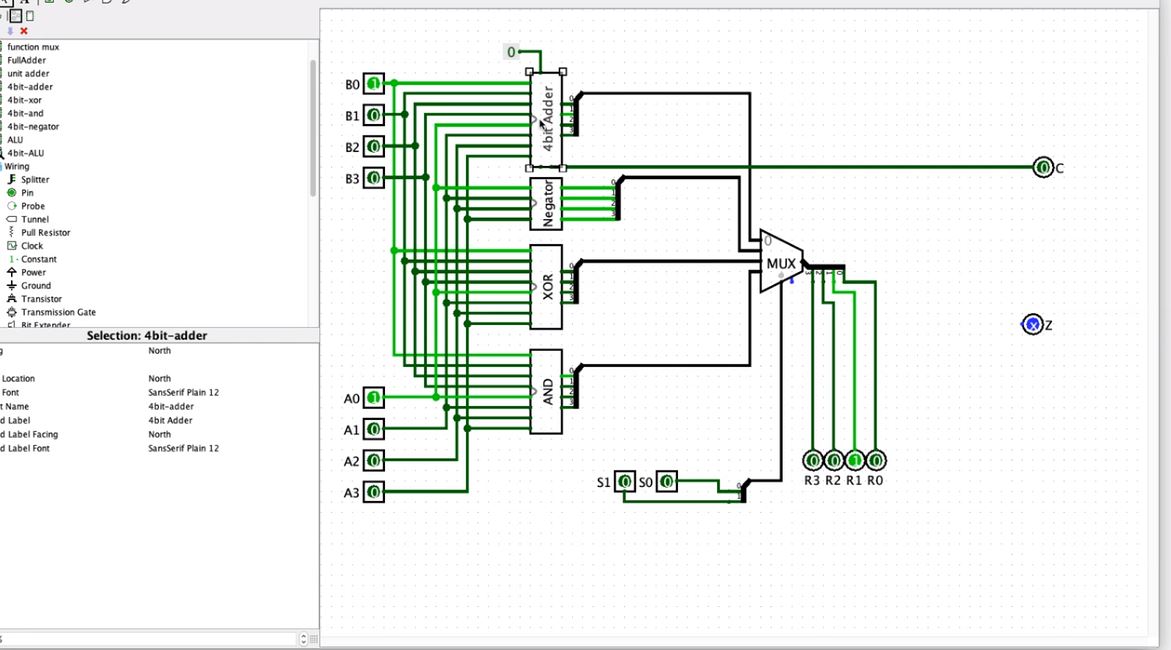 function mux
FullAdder
unit adder
4bit-adder
4bit-xor
4bit-and
4bit-negator
ALU
4bit-ALU
Wiring
Splitter
Pin
Probe
Tunnel
Pull Resistor
Clock
1 Constant
Power
Ground
Transistor
Transmission Gate
Bit Extender
Selection: 4bit-adder
g North
Location North
Font SansSerif Plain 12
t Name 4bit-adder
d Label 4bit Adder
d Label Facing North
d Label Font SansSerif Plain 12
0
B0 1
B1 0
B2 0
B3 0
4bit Adder
0 C
Negator
0
MUX
XOR
X Z
AND
A0 1
A1 0
A2 0
A3 0
0 0 1 0
R3 R2 R1 R0
S1 0 S0 0